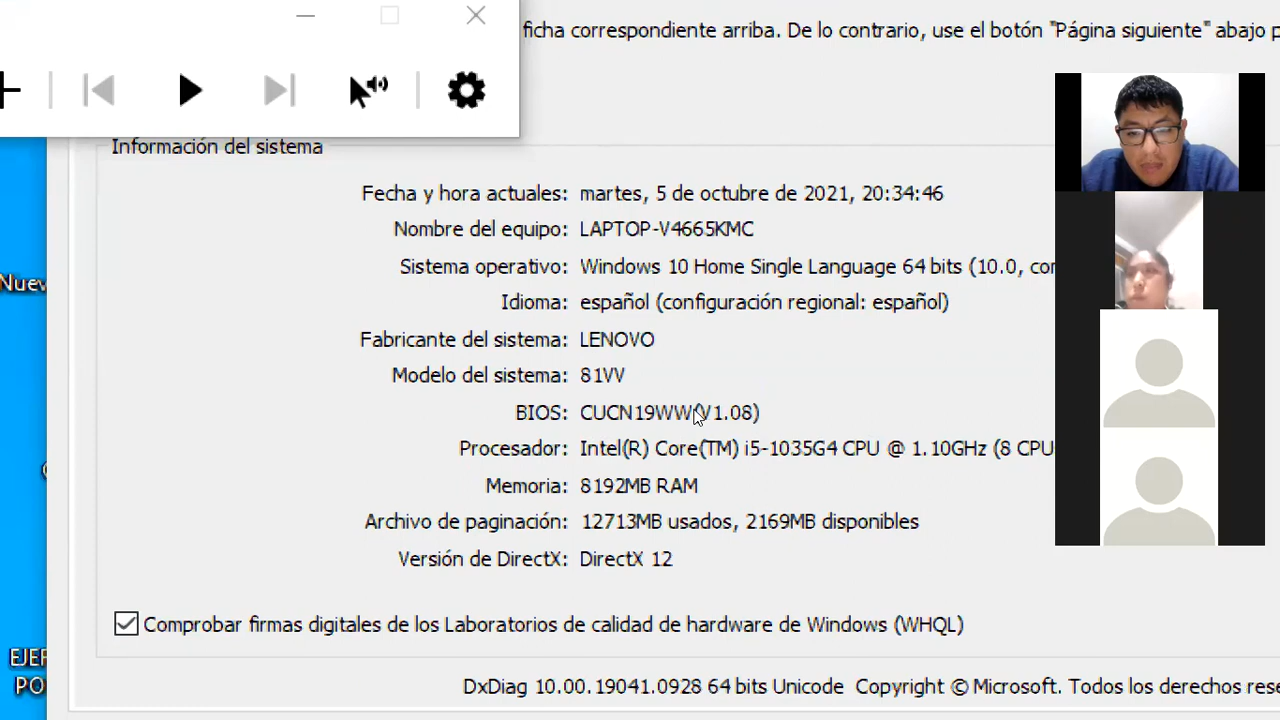 ficha correspondiente arriba. De lo contrario, use el botón "Página siguiente" abajo p
Información del sistema
Fecha y hora actuales: martes, 5 de octubre de 2021, 20:34:46
Nombre del equipo: LAPTOP-V4665KMC
Sistema operativo: Windows 10 Home Single Language 64 bits (10.0, con
Idioma: español (configuración regional: español)
Fabricante del sistema: LENOVO
Modelo del sistema: 81VV
BIOS: CUCN19WW(V1.08)
Procesador: Intel(R) Core(TM) i5-1035G4 CPU @ 1.10GHz (8 CPU
Memoria: 8192MB RAM
Archivo de paginación: 12713MB usados, 2169MB disponibles
Versión de DirectX: DirectX 12
Comprobar firmas digitales de los Laboratorios de calidad de hardware de Windows (WHQL)
DxDiag 10.00.19041.0928 64 bits Unicode Copyright © Microsoft. Todos los derechos rese
Nuev
EJER
PO